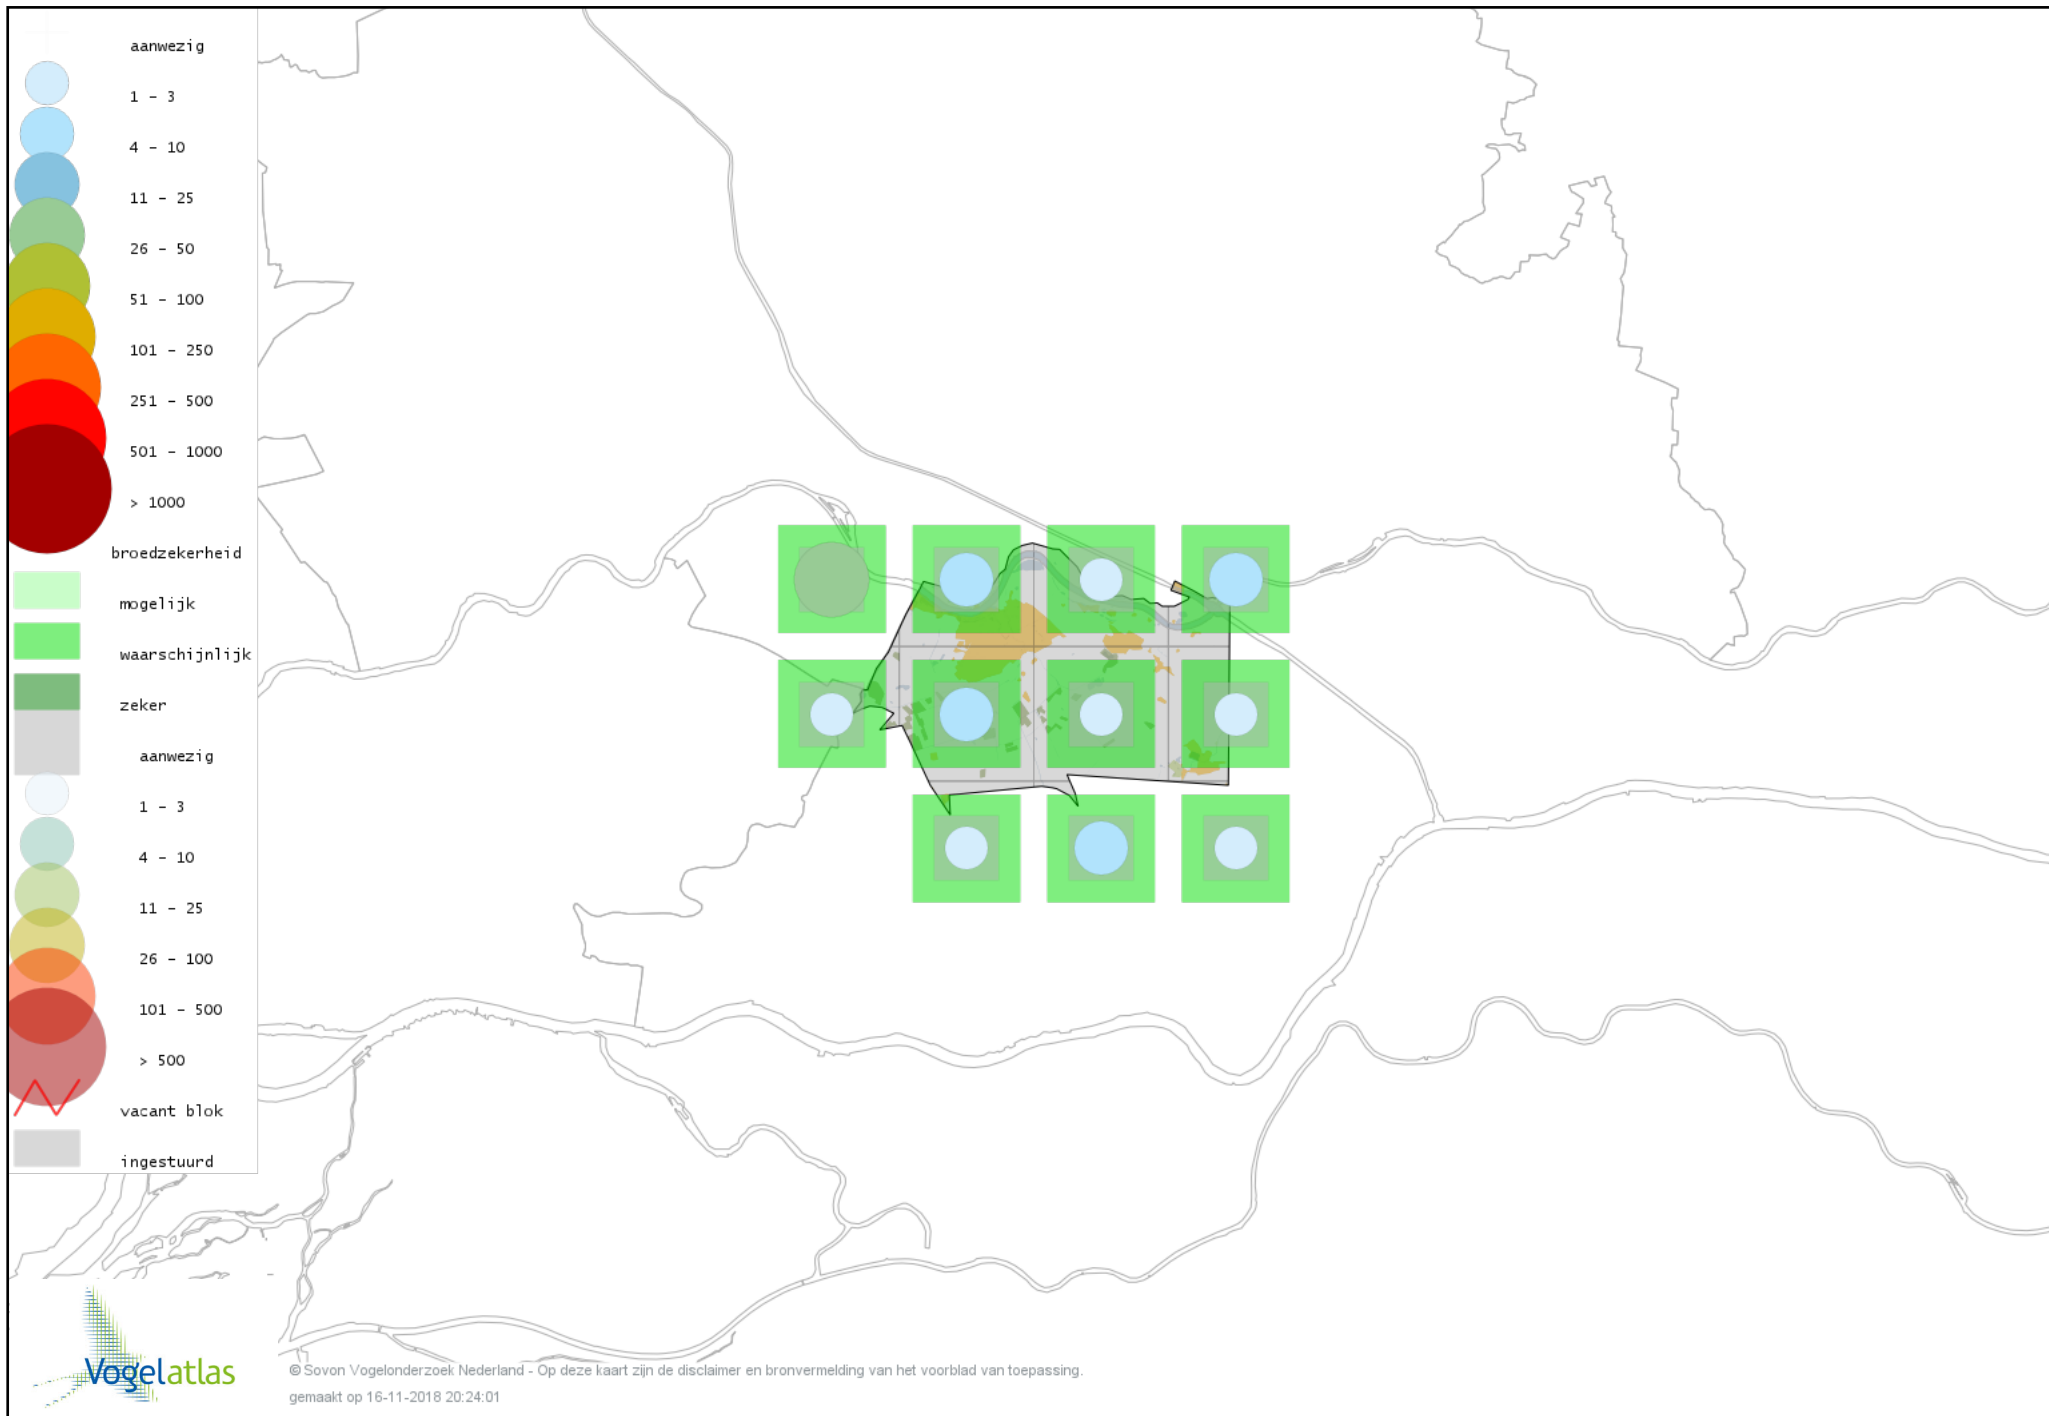 aanwezig
1 - 3
4 - 10
11 - 25
26 - 50
51 - 100
101 - 250
251 - 500
501 - 1000
> 1000
broedzekerheid
mogelijk
waarschijnlijk
zeker
aanwezig
1 - 3
4 - 10
11 - 25
26 - 100
101 - 500
> 500
vacant blok
ingestuurd
Vogelatlas
© Sovon Vogelonderzoek Nederland - Op deze kaart zijn de disclaimer en bronvermelding van het voorblad van toepassing.
gemaakt op 16-11-2018 20:24:01